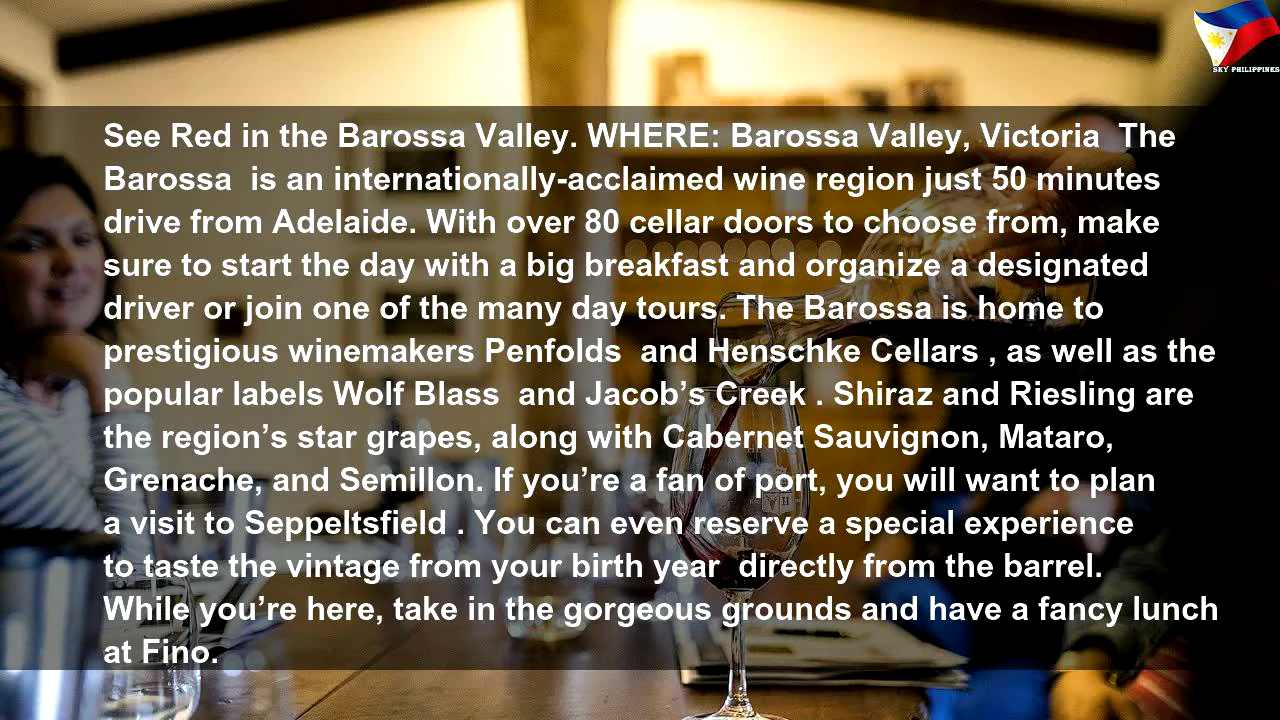 SKY PHILIPPINES
See Red in the Barossa Valley. WHERE: Barossa Valley, Victoria  The
Barossa  is an internationally-acclaimed wine region just 50 minutes
drive from Adelaide. With over 80 cellar doors to choose from, make
sure to start the day with a big breakfast and organize a designated
driver or join one of the many day tours. The Barossa is home to
prestigious winemakers Penfolds  and Henschke Cellars , as well as the
popular labels Wolf Blass  and Jacob’s Creek . Shiraz and Riesling are
the region’s star grapes, along with Cabernet Sauvignon, Mataro,
Grenache, and Semillon. If you’re a fan of port, you will want to plan
a visit to Seppeltsfield . You can even reserve a special experience
to taste the vintage from your birth year  directly from the barrel.
While you’re here, take in the gorgeous grounds and have a fancy lunch
at Fino.